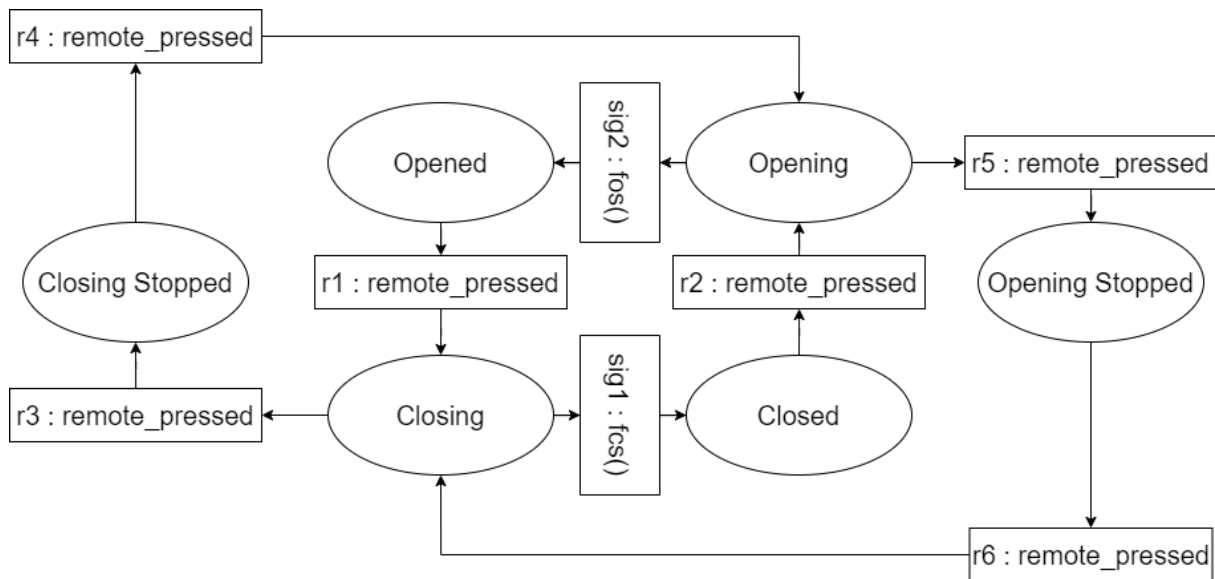 r4 : remote_pressed
Opened
sig2 : fos()
Opening
r5 : remote_pressed
Closing Stopped
r1 : remote_pressed
r2 : remote_pressed
Opening Stopped
r3 : remote_pressed
Closing
sig1 : fcs()
Closed
r6 : remote_pressed